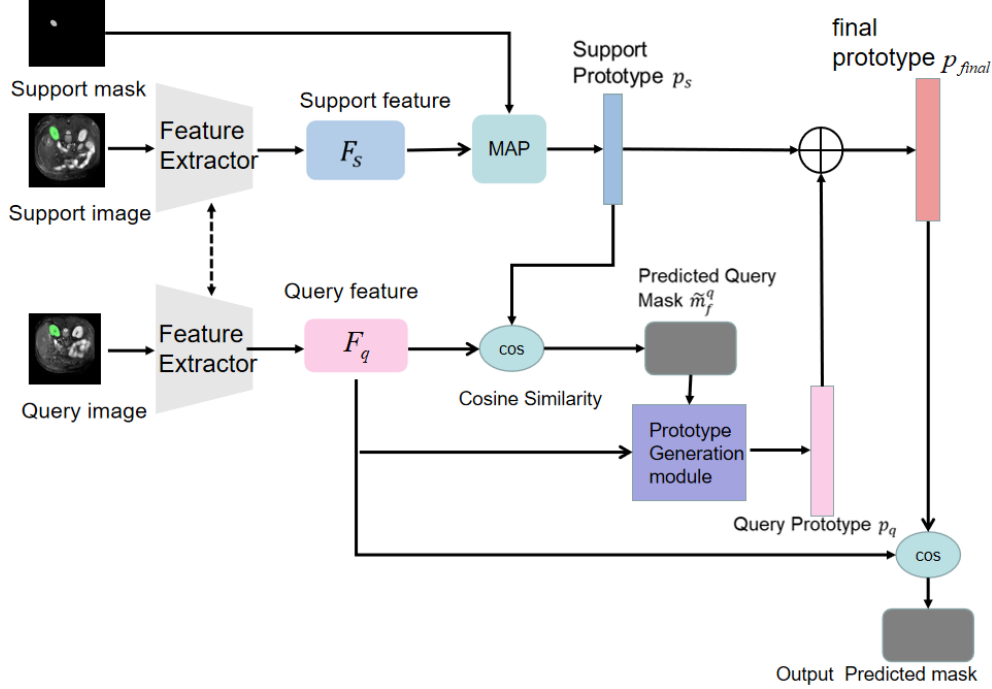 Support mask
Support image
Feature
Extractor
Support feature
F_s
MAP
Support
Prototype p_s
final
prototype p_final
Query image
Feature
Extractor
Query feature
F_q
cos
Cosine Similarity
Predicted Query
Mask m̃_f^q
Prototype
Generation
module
Query Prototype p_q
cos
Output Predicted mask